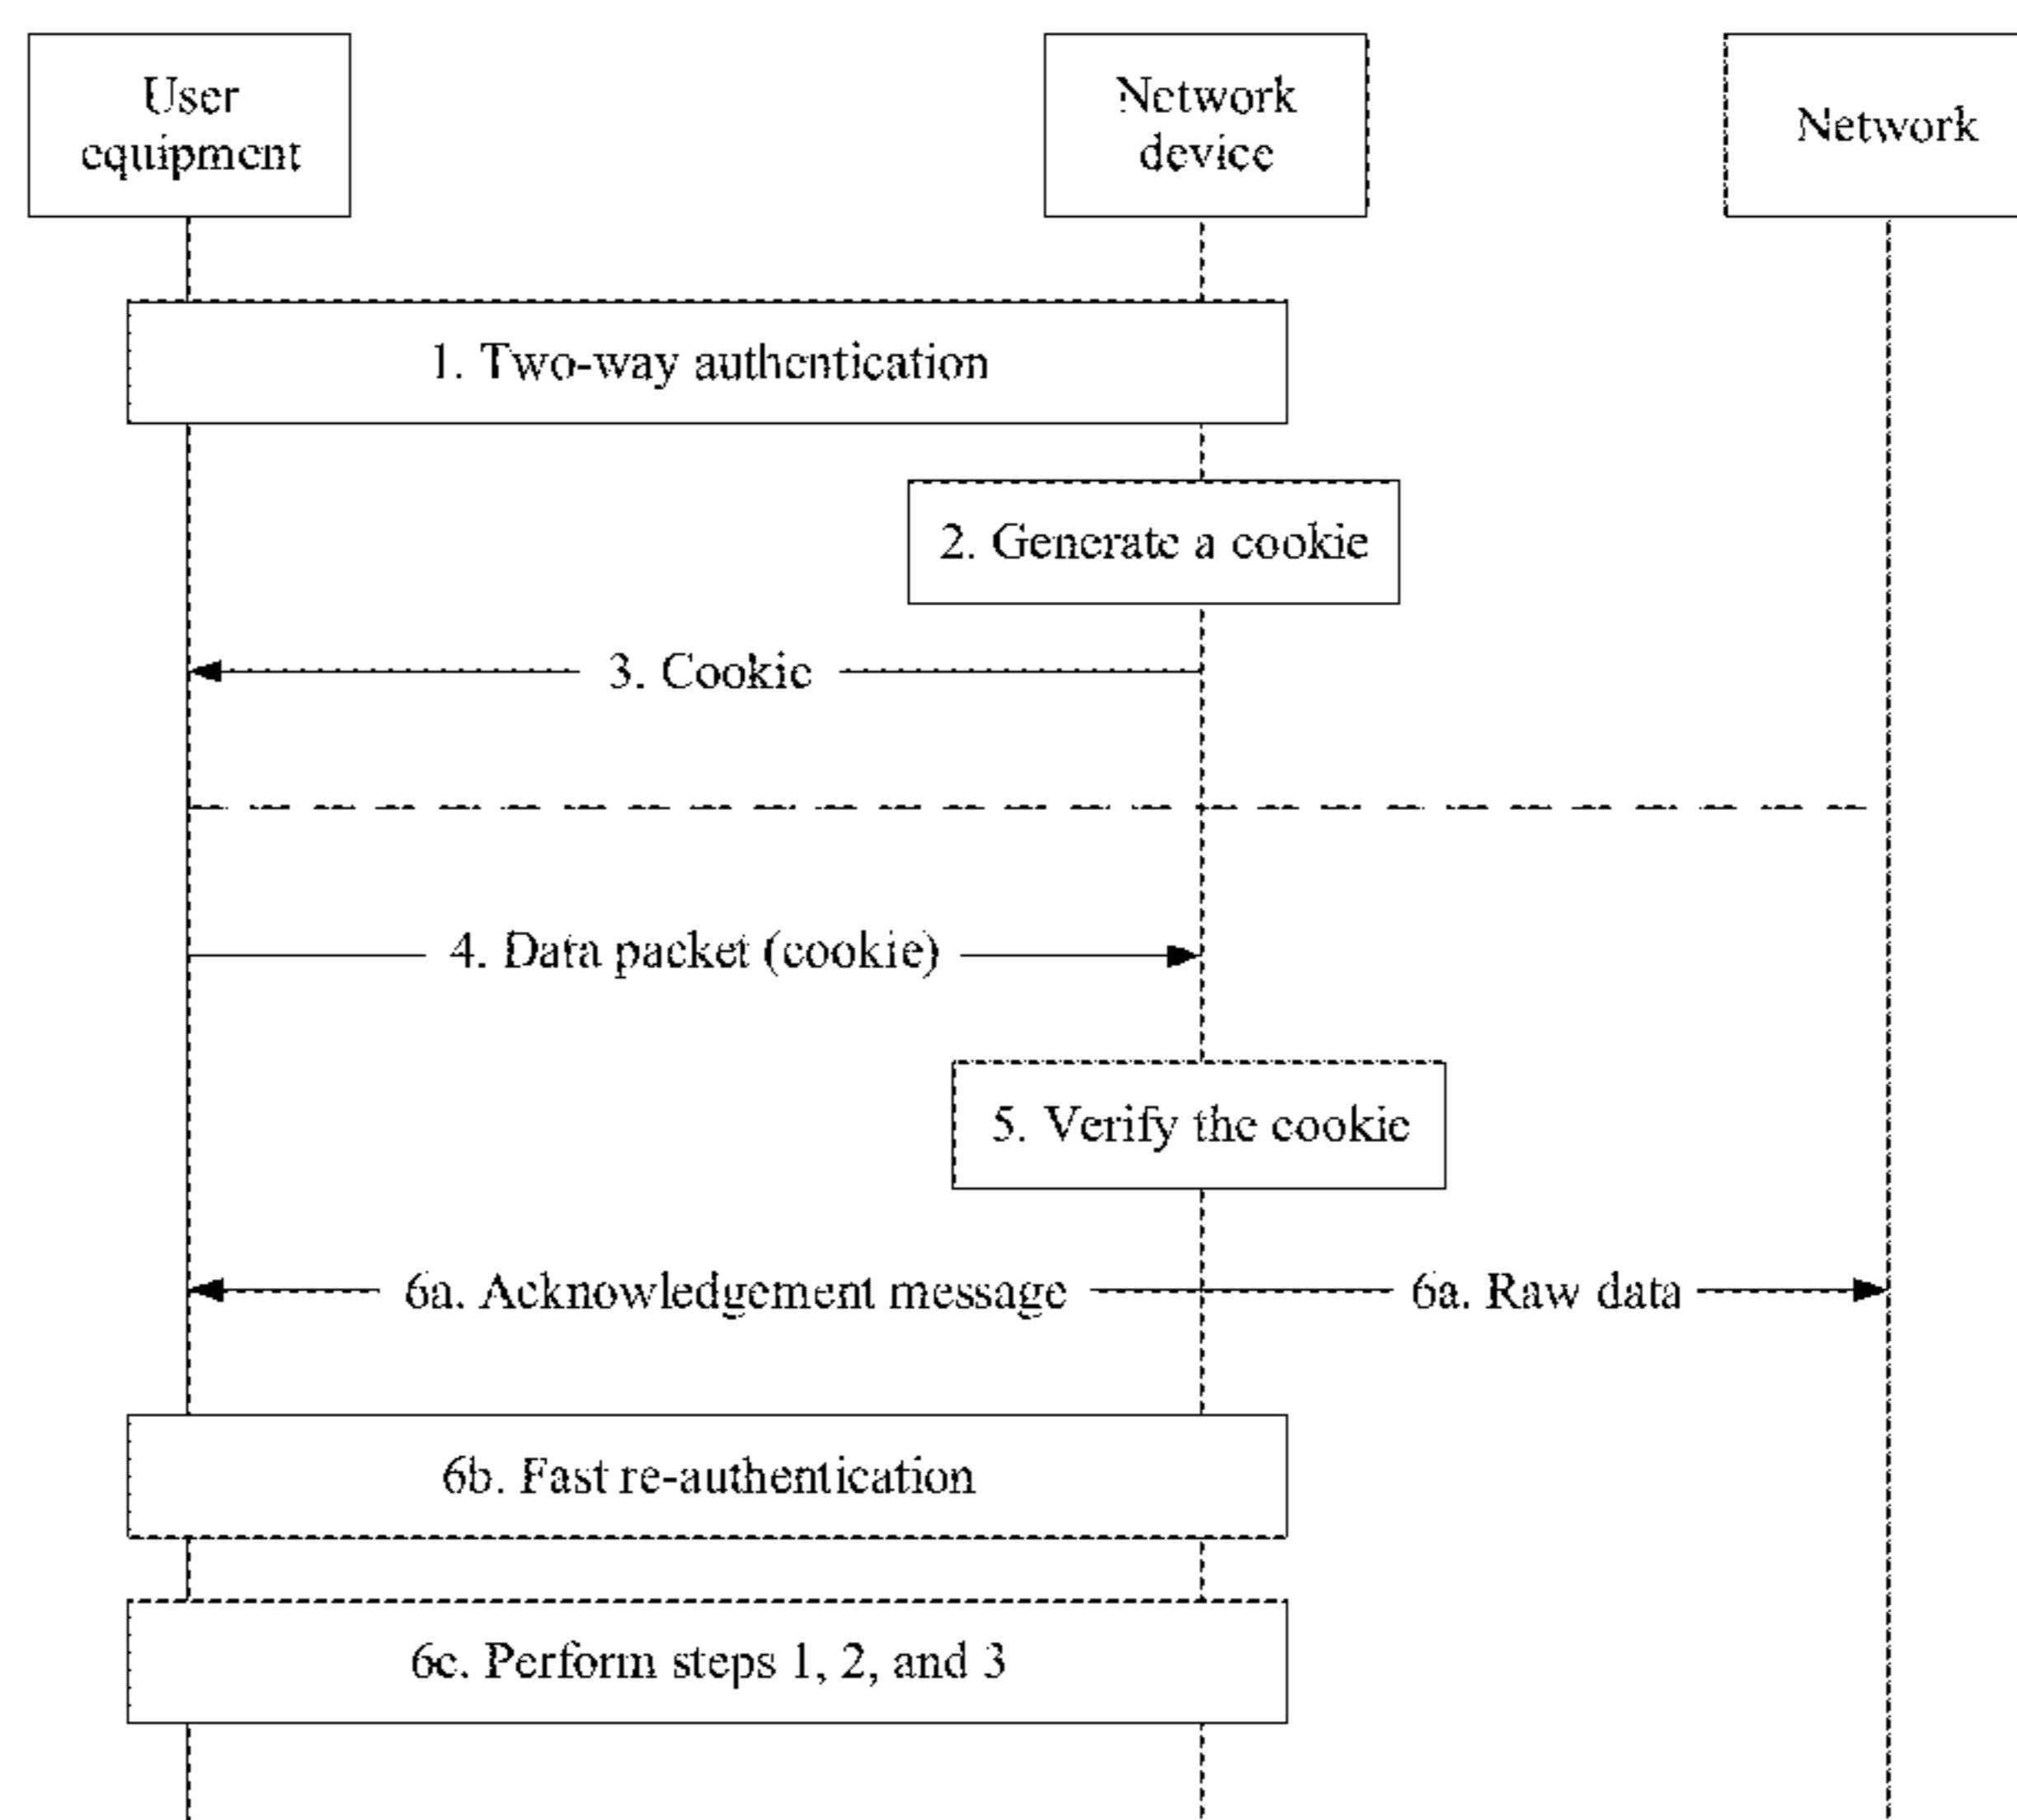 User
equipment
Network
device
Network
1. Two-way authentication
2. Generate a cookie
3. Cookie
4. Data packet (cookie)
5. Verify the cookie
6a. Acknowledgement message
6a. Raw data
6b. Fast re-authentication
6c. Perform steps 1, 2, and 3